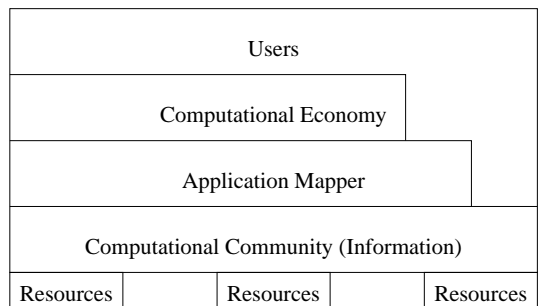 Users
Computational Economy
Application Mapper
Computational Community (Information)
Resources Resources Resources